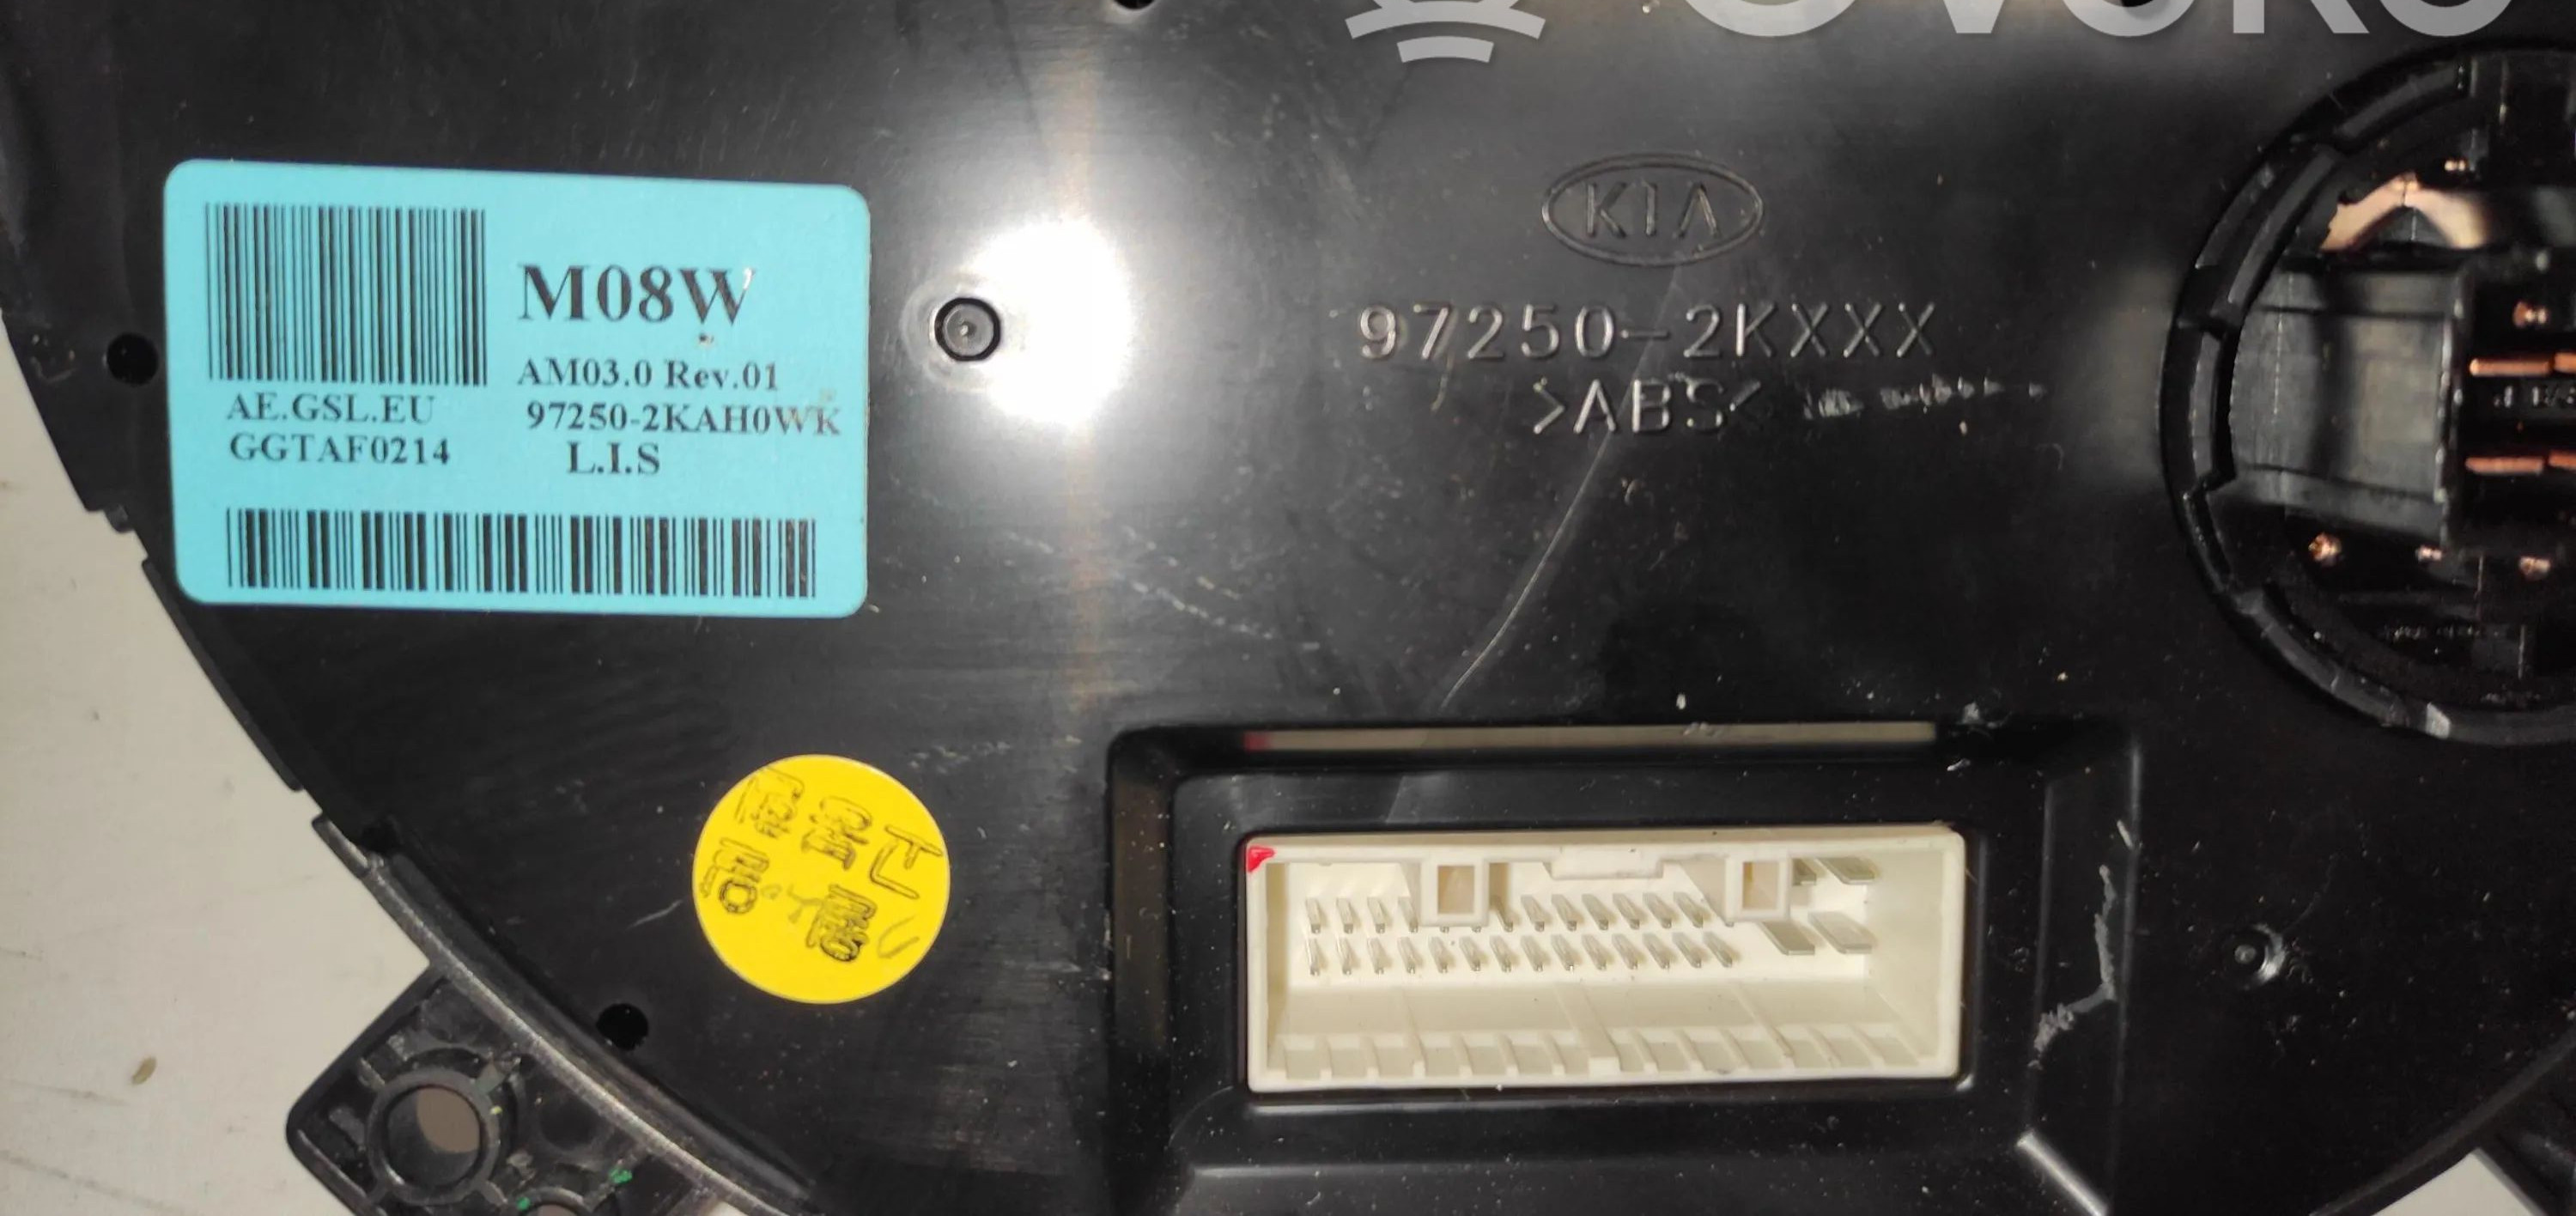 M08W
AM03.0 Rev.01
AE.GSL.EU
97250-2KAH0WK
GGTAF0214
L.I.S
KIA
97250-2KXXX
>ABS<